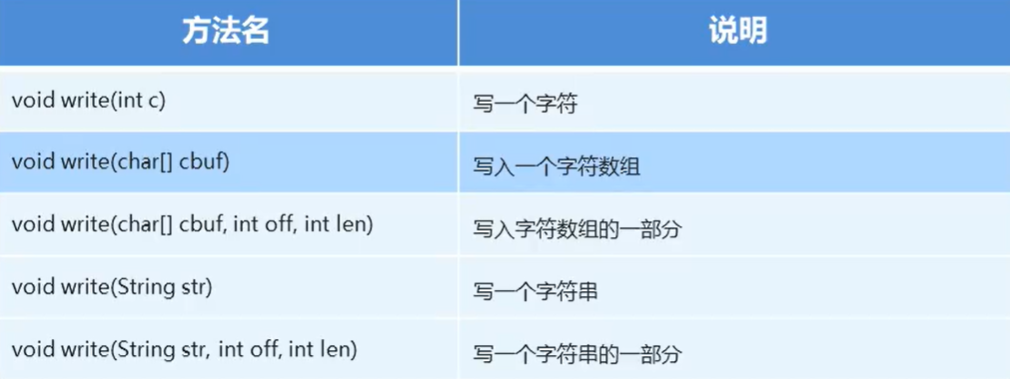 方法名 说明
void write(int c) 写一个字符
void write(char[] cbuf) 写入一个字符数组
void write(char[] cbuf, int off, int len) 写入字符数组的一部分
void write(String str) 写一个字符串
void write(String str, int off, int len) 写一个字符串的一部分